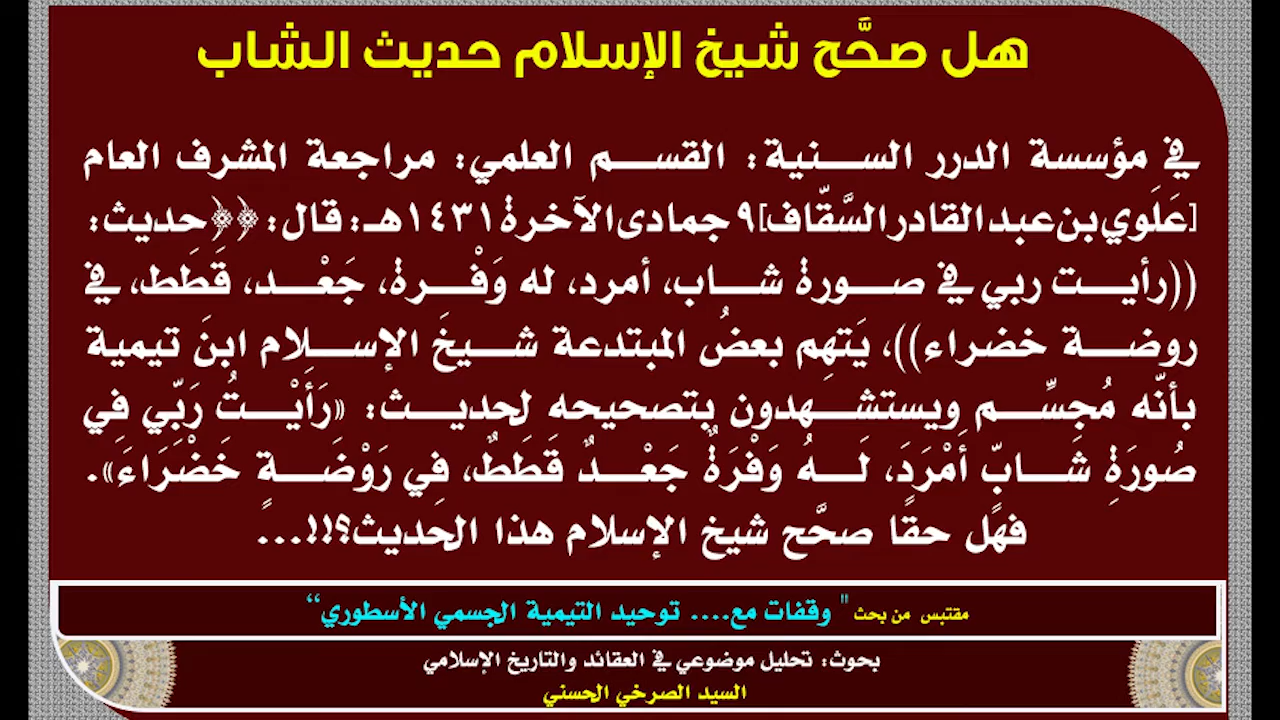 هل صحَّح شيخ الإسلام حديث الشاب
في مؤسسة الدرر السنية: القسم العلمي: مراجعة المشرف العام
[عَلَوي بن عبد القادر السَّقّاف] ٩ جمادى الآخرة ١٤٣١هـ: قال: ﴿﴿حديث:
((رأيت ربي في صورة شاب، أمرد، له وَفْرة، جَعْد، قَطَط، في
روضة خضراء))، يَتهِم بعضُ المبتدعة شيخَ الإسلام ابنَ تيمية
بأنّه مُجسِّم ويستشهدون بتصحيحه لحديث: «رَأَيْتُ رَبّي في
صُورَةِ شَابّ أَمْرَدَ، لَهُ وَفْرَةٌ جَعْدٌ قَطَطٌ، فِي رَوْضَةٍ خَضْرَاءَ».
فهل حقًا صحَّح شيخ الإسلام هذا الحديث؟!!...
مقتبس من بحث " وقفات مع.... توحيد التيمية الجسمي الأسطوري“
بحوث: تحليل موضوعي في العقائد والتاريخ الإسلامي
السيد الصرخي الحسني